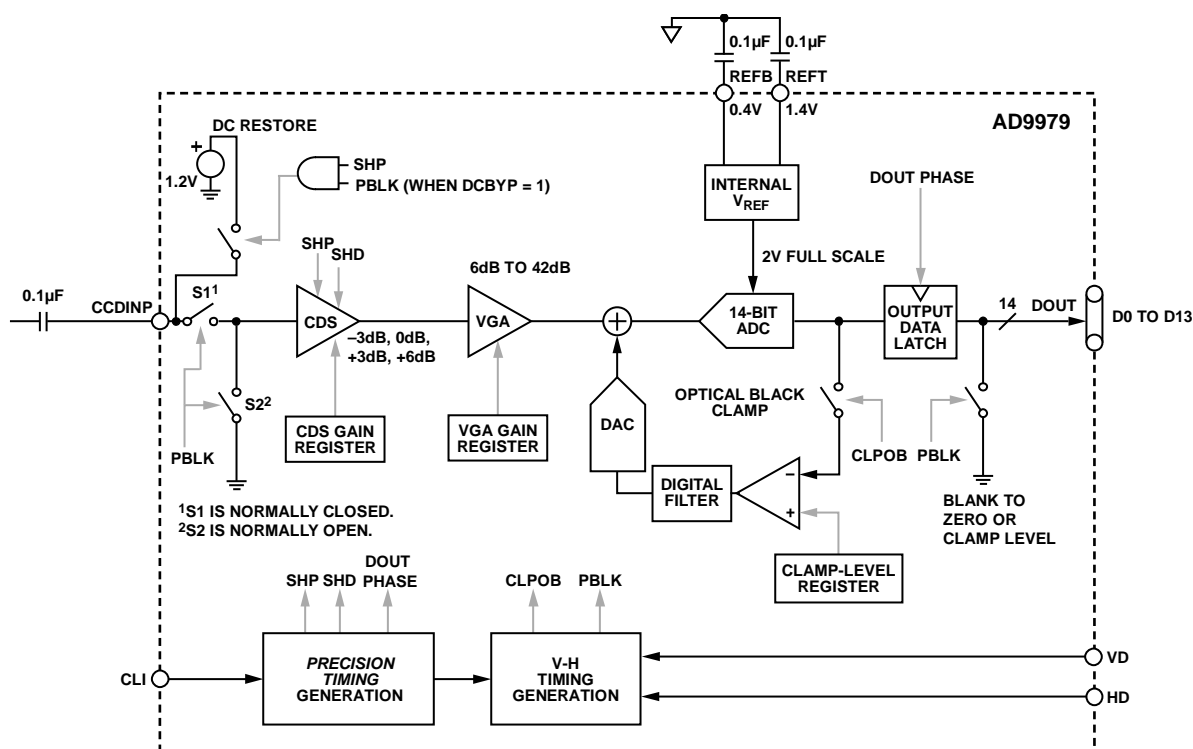 0.1µF
0.1µF
REFB
REFT
0.4V
1.4V
AD9979
DC RESTORE
+
1.2V
SHP
PBLK (WHEN DCBYP = 1)
INTERNAL
VREF
DOUT PHASE
SHP
SHD
6dB TO 42dB
2V FULL SCALE
0.1µF
CCDINP
S1¹
CDS
VGA
+
14-BIT
ADC
OUTPUT
DATA
LATCH
14
DOUT
D0 TO D13
–3dB, 0dB,
+3dB, +6dB
S2²
PBLK
CDS GAIN
REGISTER
VGA GAIN
REGISTER
DAC
OPTICAL BLACK
CLAMP
CLPOB
PBLK
DIGITAL
FILTER
–
+
BLANK TO
ZERO OR
CLAMP LEVEL
¹S1 IS NORMALLY CLOSED.
²S2 IS NORMALLY OPEN.
CLAMP-LEVEL
REGISTER
SHP
SHD
DOUT
PHASE
CLPOB
PBLK
CLI
PRECISION
TIMING
GENERATION
V-H
TIMING
GENERATION
VD
HD